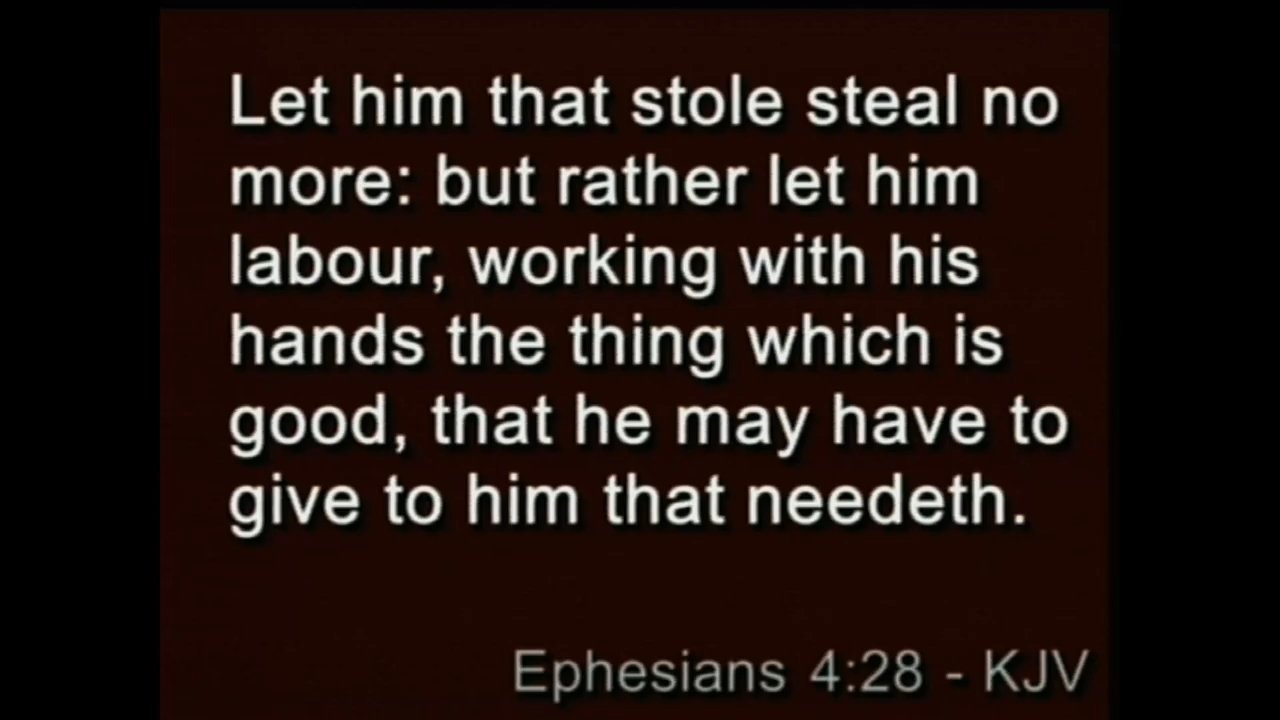 Let him that stole steal no
more: but rather let him
labour, working with his
hands the thing which is
good, that he may have to
give to him that needeth.
Ephesians 4:28 - KJV